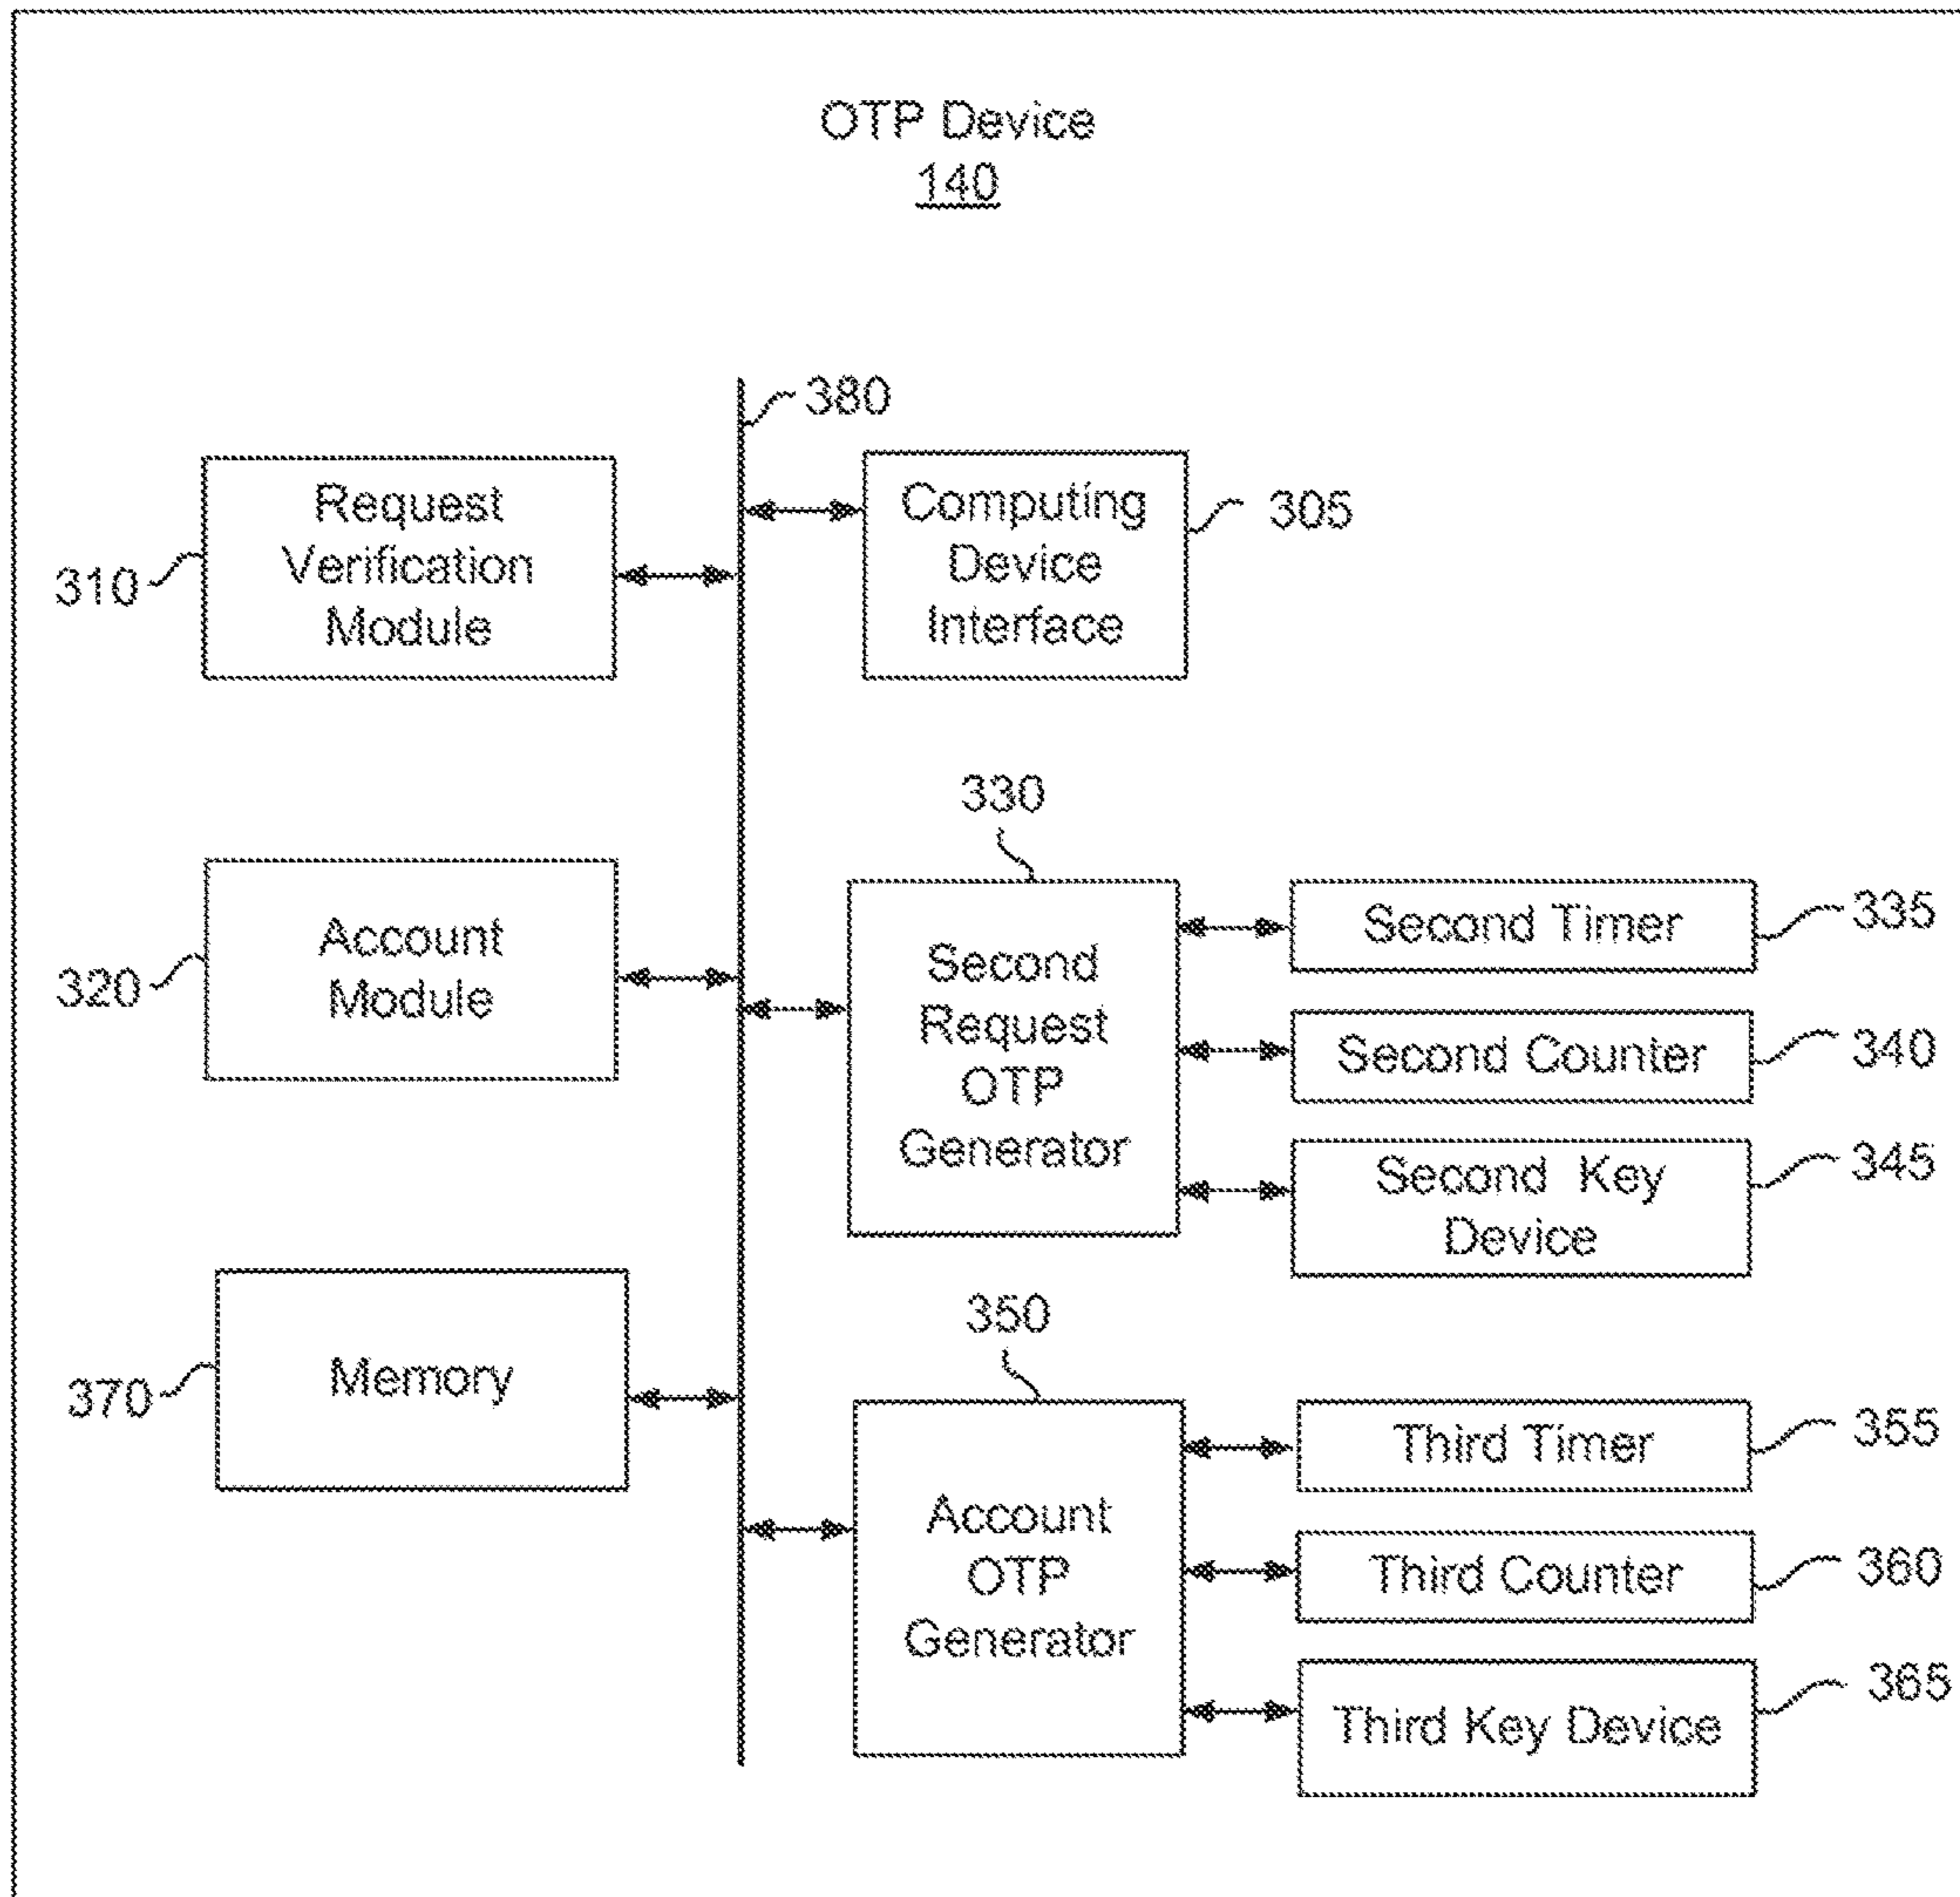 OTP Device
140
380
Request
Verification
Module
310
Computing
Device
Interface
305
330
Account
Module
320
Second
Request
OTP
Generator
Second Timer
335
Second Counter
340
Second Key
Device
345
350
Memory
370
Account
OTP
Generator
Third Timer
355
Third Counter
360
Third Key Device
365